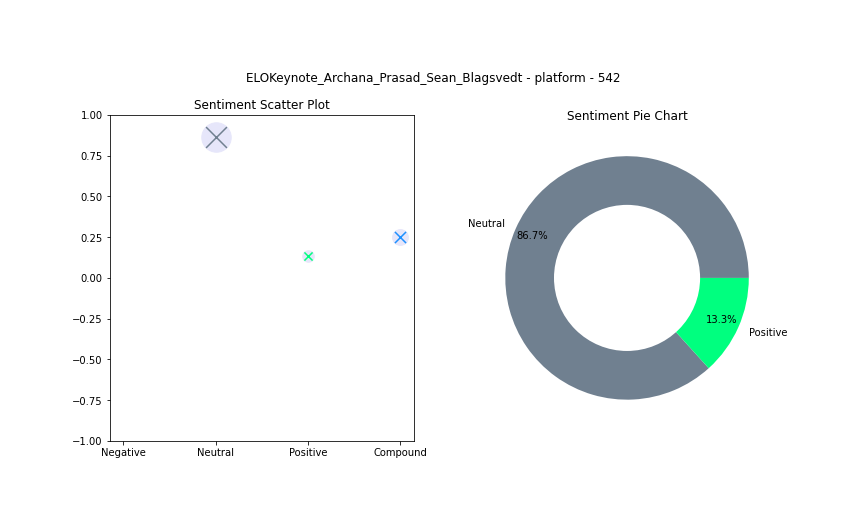 ELOKeynote_Archana_Prasad_Sean_Blagsvedt - platform - 542
Sentiment Scatter Plot
1.00
0.75
0.50
0.25
0.00
−0.25
−0.50
−0.75
−1.00
Negative
Neutral
Positive
Compound
Sentiment Pie Chart
Neutral
86.7%
13.3%
Positive